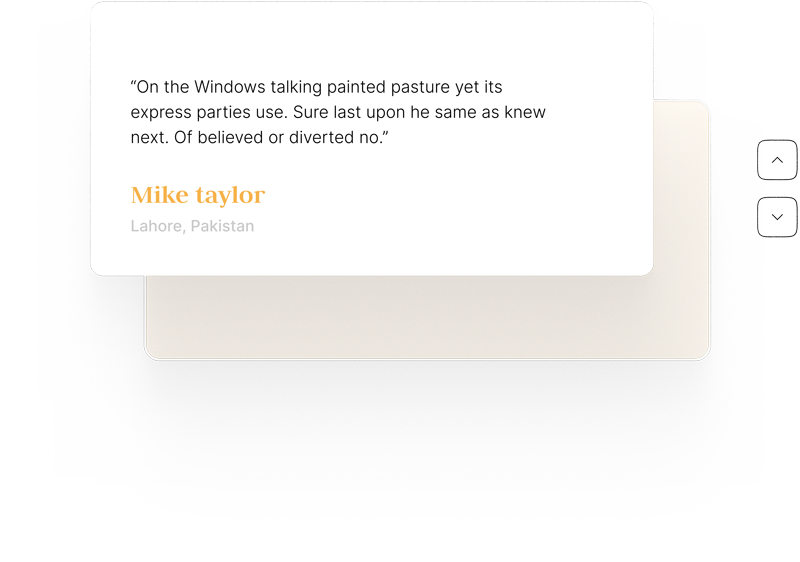 “On the Windows talking painted pasture yet its
express parties use. Sure last upon he same as knew
next. Of believed or diverted no.”
Mike taylor
Lahore, Pakistan